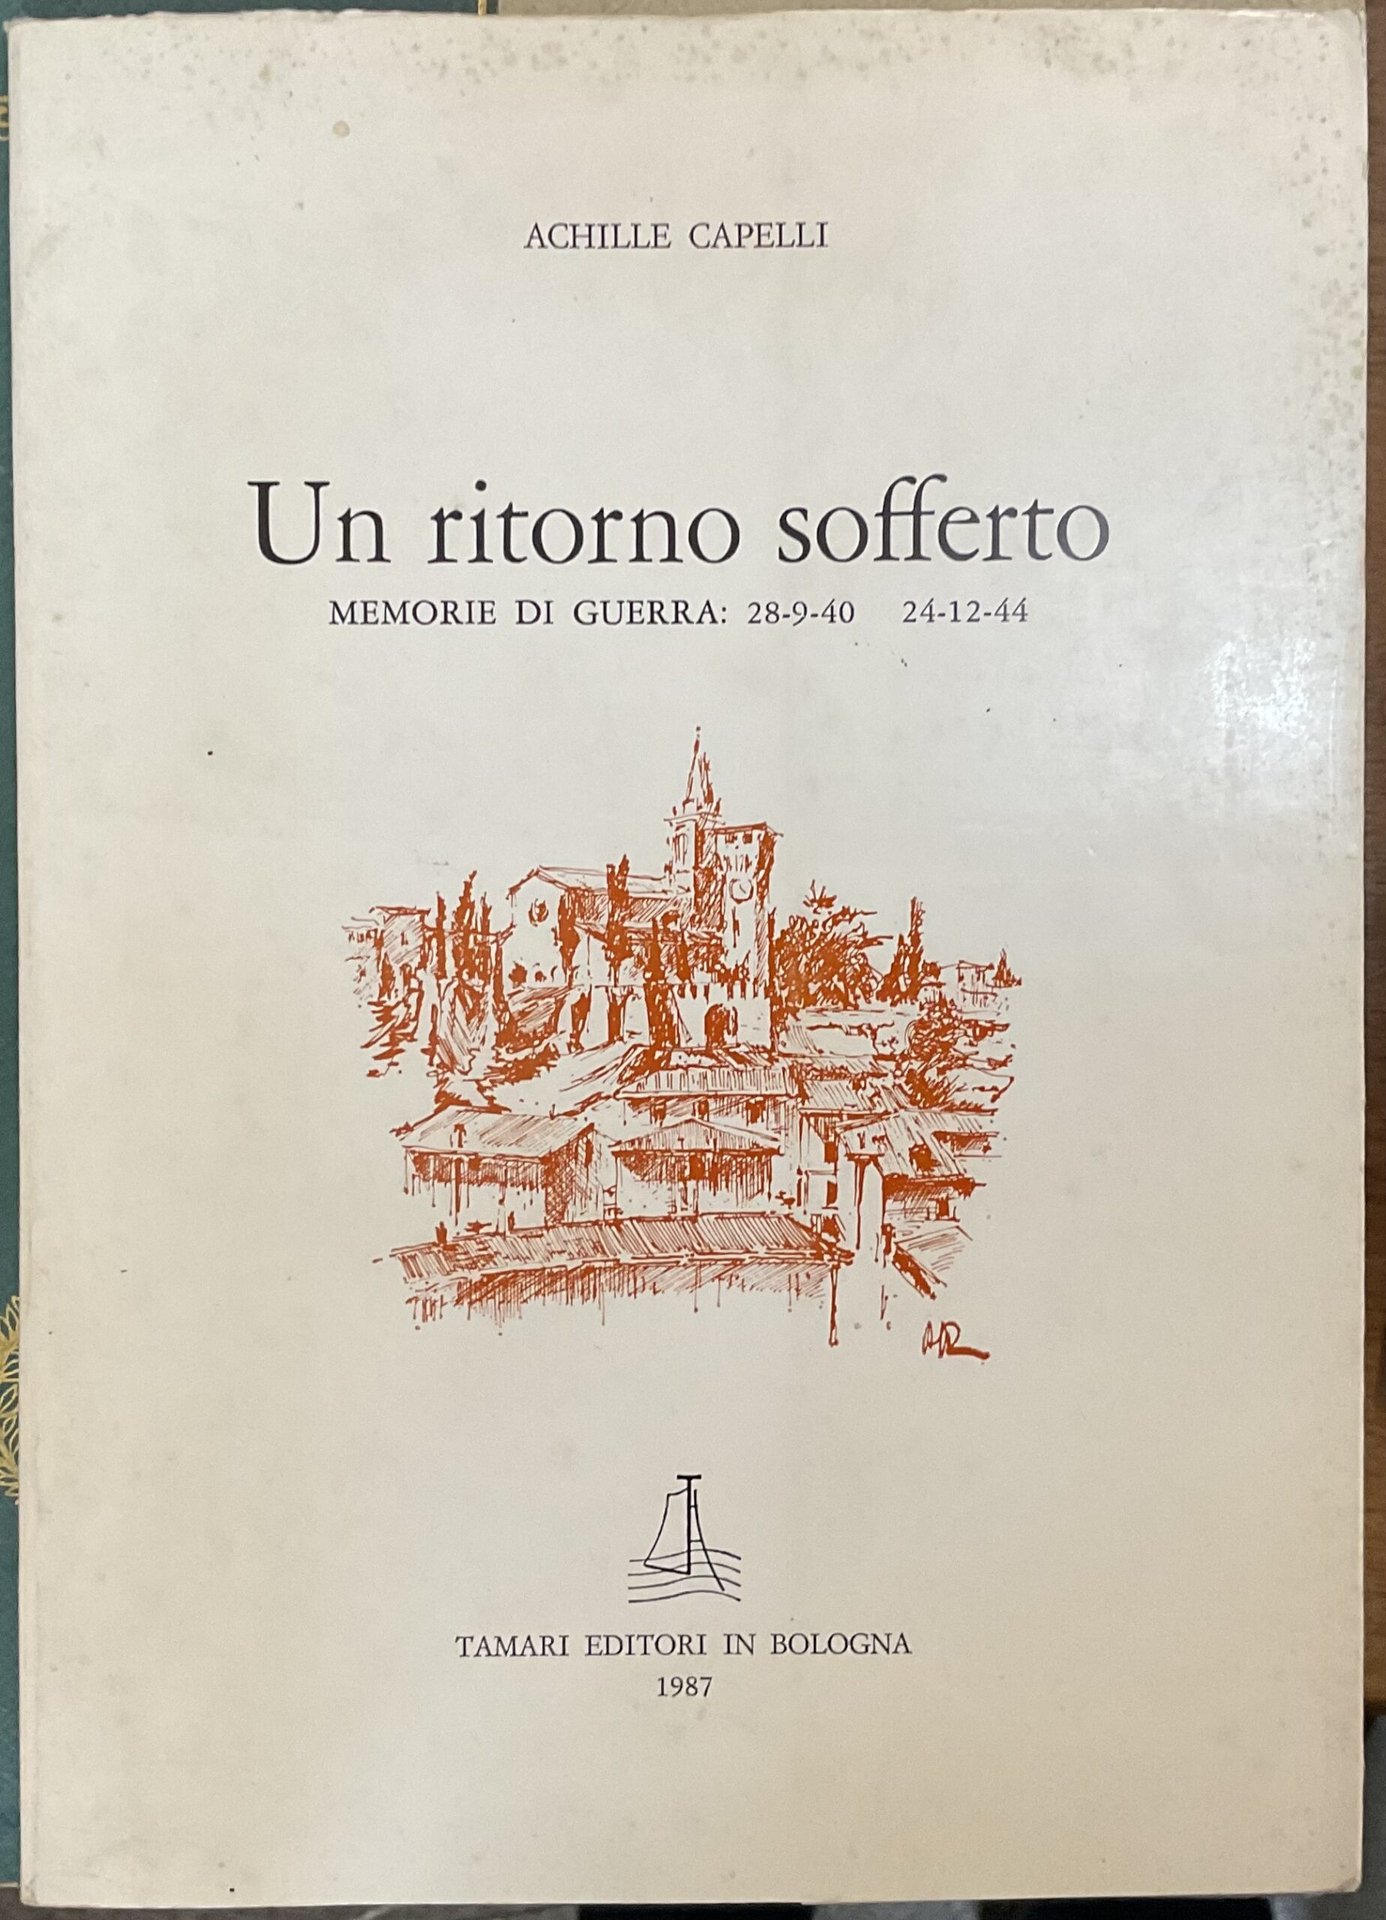 ACHILLE CAPELLI
Un ritorno sofferto
MEMORIE DI GUERRA: 28-9-40 24-12-44
TAMARI EDITORI IN BOLOGNA
1987